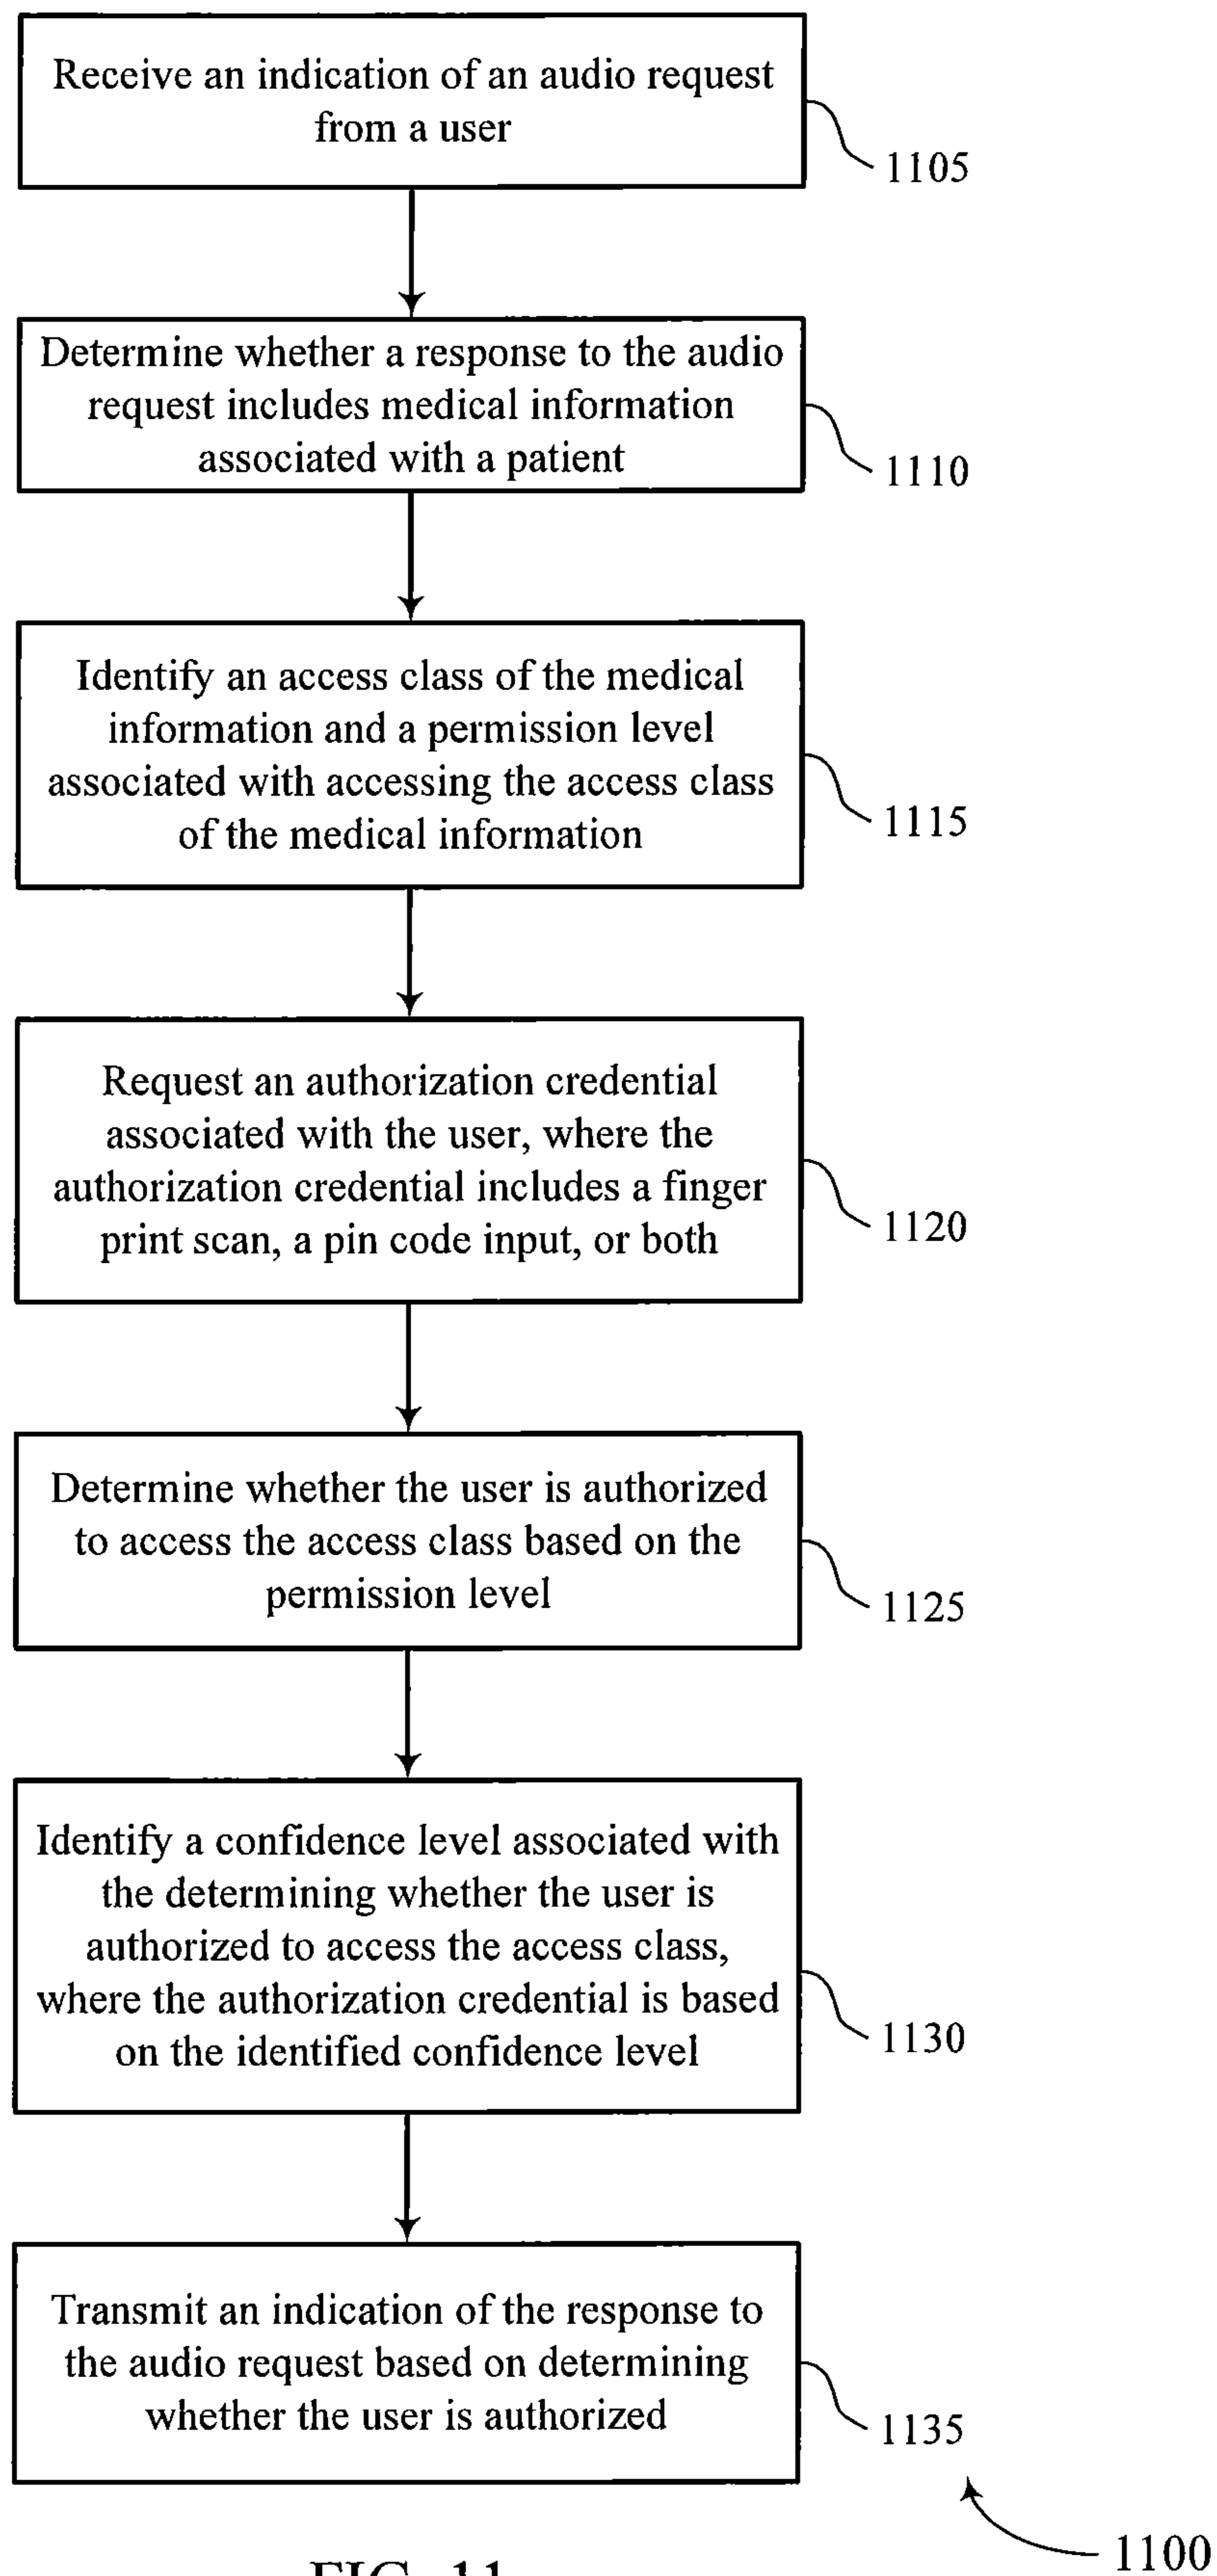 Receive an indication of an audio request
from a user
1105
Determine whether a response to the audio
request includes medical information
associated with a patient
1110
Identify an access class of the medical
information and a permission level
associated with accessing the access class
of the medical information
1115
Request an authorization credential
associated with the user, where the
authorization credential includes a finger
print scan, a pin code input, or both
1120
Determine whether the user is authorized
to access the access class based on the
permission level
1125
Identify a confidence level associated with
the determining whether the user is
authorized to access the access class,
where the authorization credential is based
on the identified confidence level
1130
Transmit an indication of the response to
the audio request based on determining
whether the user is authorized
1135
1100
FIG. 11